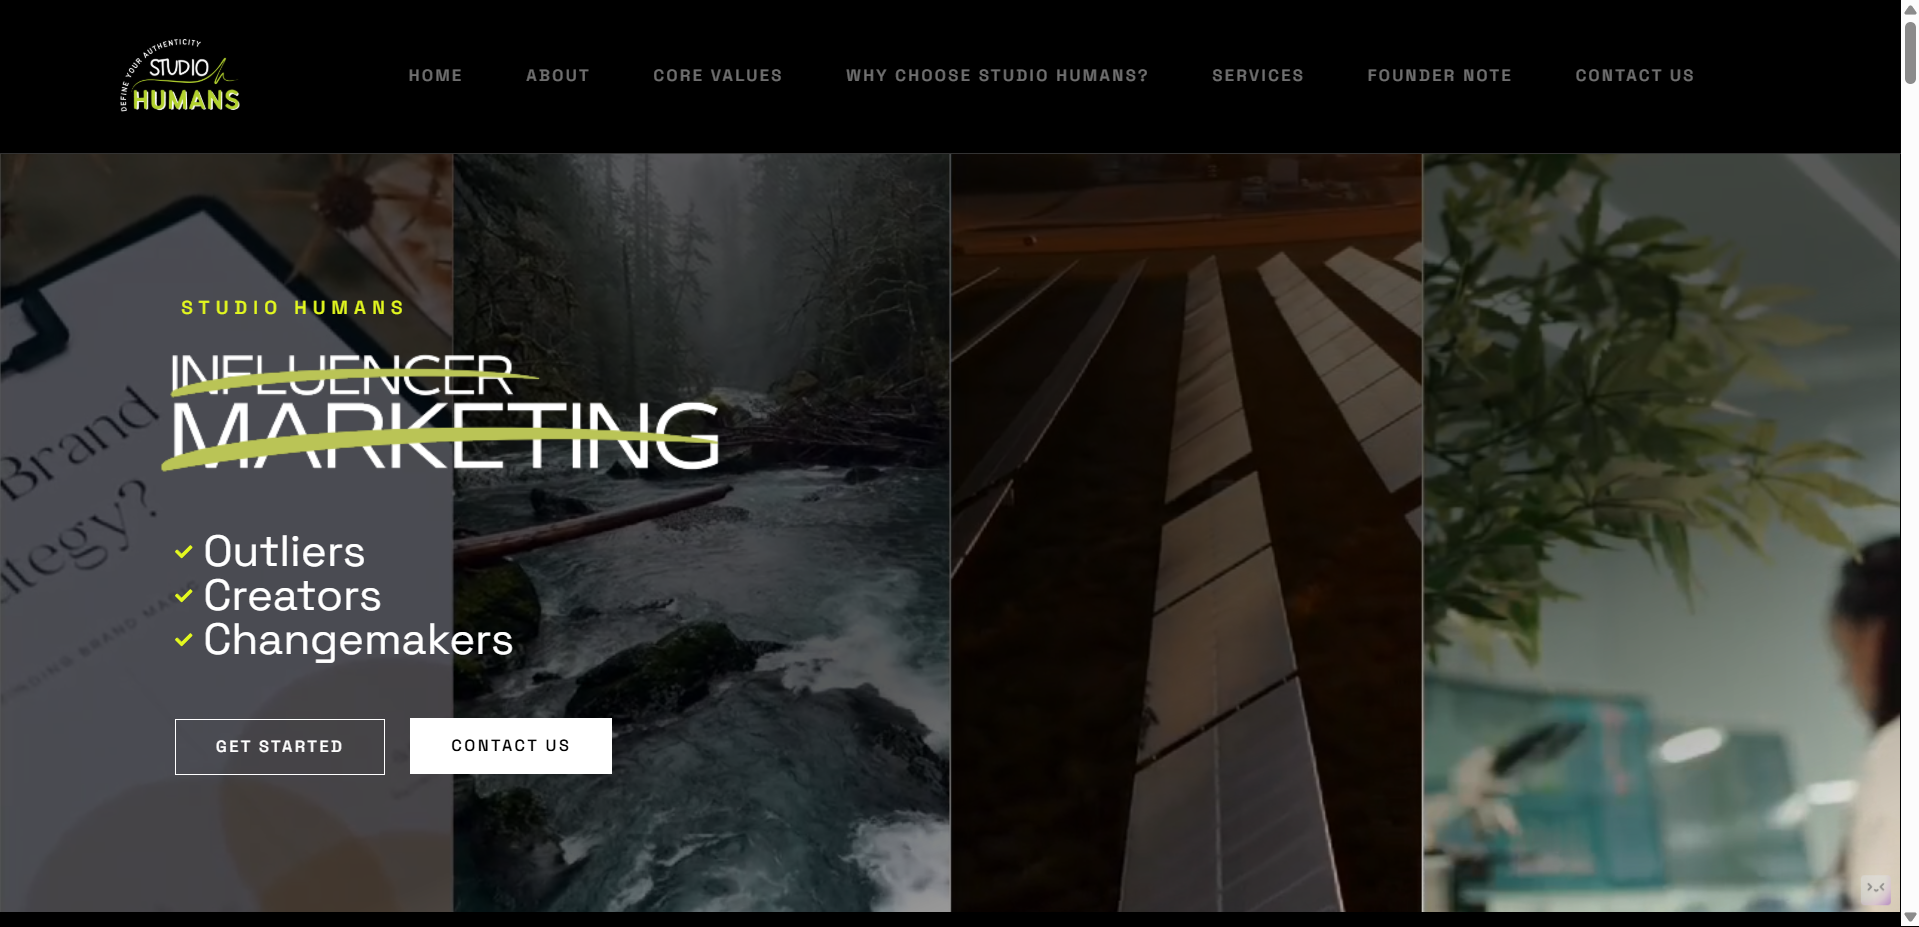 DEFINE YOUR AUTHENTICITY
STUDIO
HUMANS
HOME
ABOUT
CORE VALUES
WHY CHOOSE STUDIO HUMANS?
SERVICES
FOUNDER NOTE
CONTACT US
STUDIO HUMANS
INFLUENCER
MARKETING
Brand
tegy?
Outliers
Creators
Changemakers
GET STARTED
CONTACT US